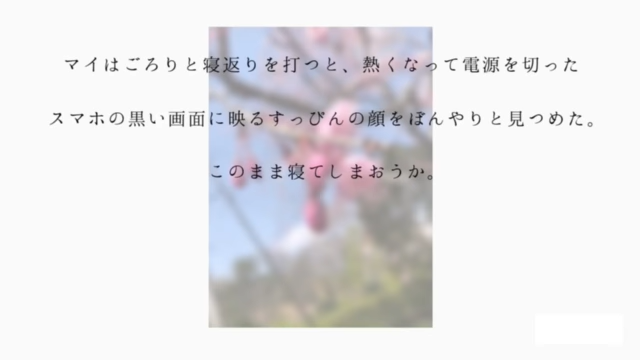 マイはごろりと寝返りを打つと、熱くなって電源を切った
スマホの黒い画面に映るすっぴんの顔をぼんやりと見つめた。
このまま寝てしまおうか。